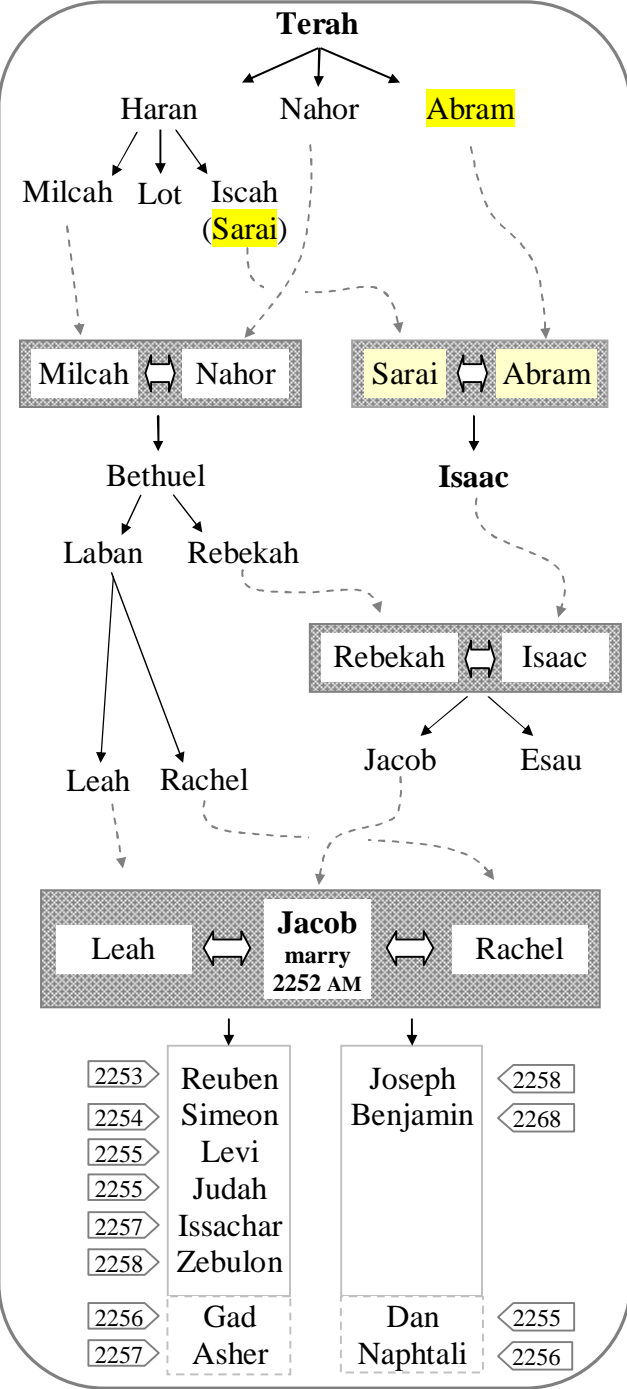 Terah
Haran Nahor Abram
Milcah Lot Iscah
(Sarai)
Milcah Nahor Sarai Abram
Bethuel Isaac
Laban Rebekah
Rebekah Isaac
Jacob Esau
Leah Rachel
Leah Jacob Rachel
marry
2252 AM
2253 Reuben Joseph 2258
2254 Simeon Benjamin 2268
2255 Levi
2255 Judah
2257 Issachar
2258 Zebulon
2256 Gad Dan 2255
2257 Asher Naphtali 2256